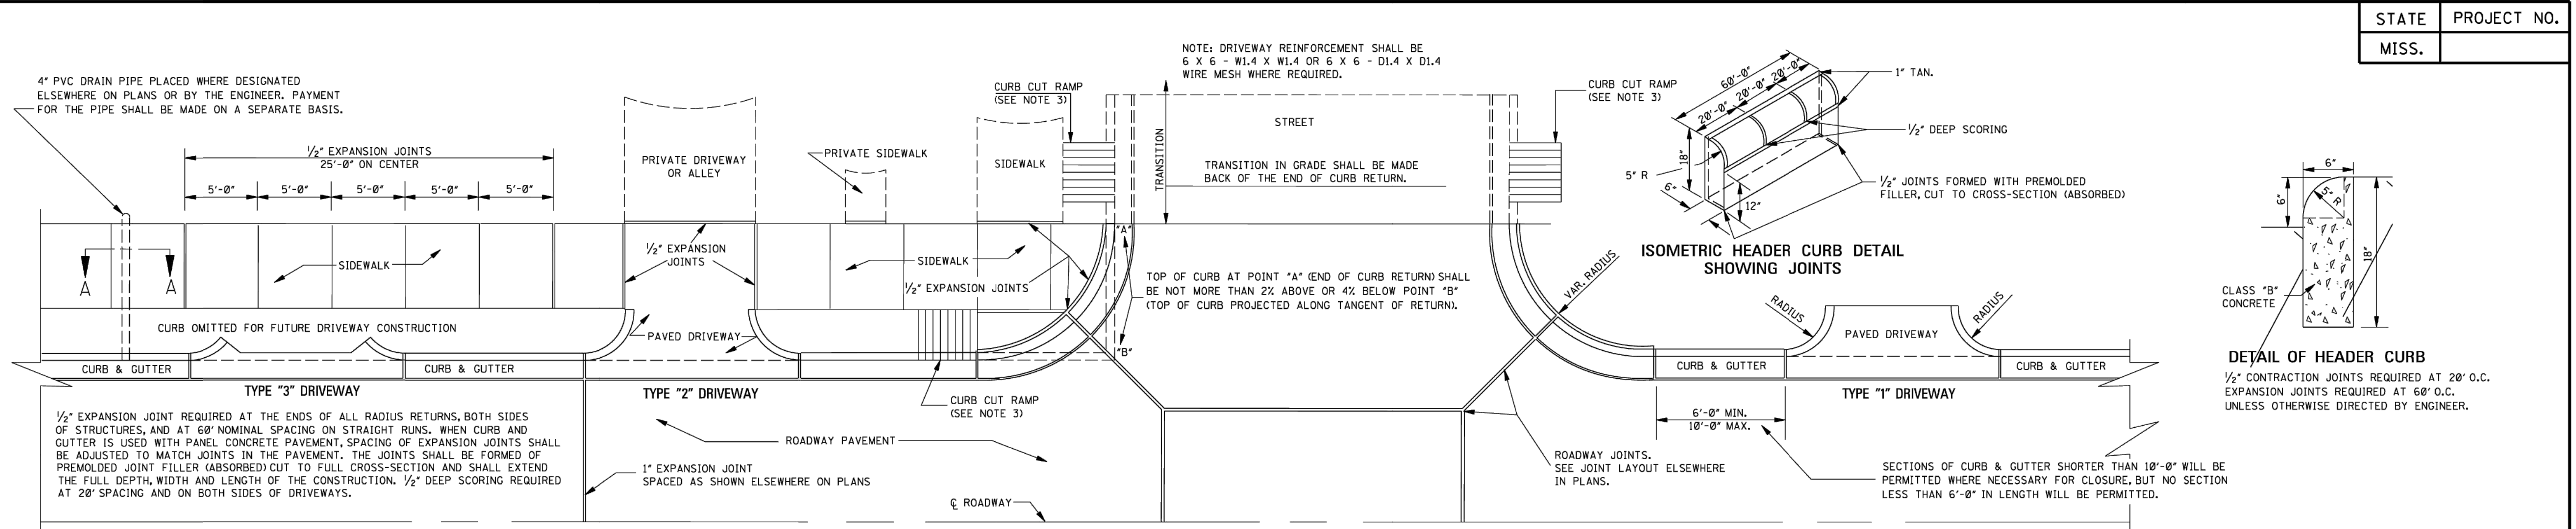 STATE PROJECT NO.
MISS.
4" PVC DRAIN PIPE PLACED WHERE DESIGNATED
ELSEWHERE ON PLANS OR BY THE ENGINEER. PAYMENT
FOR THE PIPE SHALL BE MADE ON A SEPARATE BASIS.
1/2" EXPANSION JOINTS
25'-0" ON CENTER
5'-0" 5'-0" 5'-0" 5'-0" 5'-0"
PRIVATE DRIVEWAY
OR ALLEY
PRIVATE SIDEWALK
SIDEWALK
CURB CUT RAMP
(SEE NOTE 3)
NOTE: DRIVEWAY REINFORCEMENT SHALL BE
6 X 6 - W1.4 X W1.4 OR 6 X 6 - D1.4 X D1.4
WIRE MESH WHERE REQUIRED.
TRANSITION
STREET
TRANSITION IN GRADE SHALL BE MADE
BACK OF THE END OF CURB RETURN.
CURB CUT RAMP
(SEE NOTE 3)
60'-0"
20'-0" 20'-0" 20'-0"
1" TAN.
1/2" DEEP SCORING
18"
5" R
6"
12"
1/2" JOINTS FORMED WITH PREMOLDED
FILLER, CUT TO CROSS-SECTION (ABSORBED)
ISOMETRIC HEADER CURB DETAIL
SHOWING JOINTS
6"
6"
5" R
18"
CLASS "B"
CONCRETE
DETAIL OF HEADER CURB
1/2" CONTRACTION JOINTS REQUIRED AT 20' O.C.
EXPANSION JOINTS REQUIRED AT 60' O.C.
UNLESS OTHERWISE DIRECTED BY ENGINEER.
A A
SIDEWALK
1/2" EXPANSION
JOINTS
SIDEWALK
1/2" EXPANSION JOINTS
"A"
"B"
TOP OF CURB AT POINT "A" (END OF CURB RETURN) SHALL
BE NOT MORE THAN 2% ABOVE OR 4% BELOW POINT "B"
(TOP OF CURB PROJECTED ALONG TANGENT OF RETURN).
VAR. RADIUS
RADIUS
PAVED DRIVEWAY
RADIUS
CURB OMITTED FOR FUTURE DRIVEWAY CONSTRUCTION
PAVED DRIVEWAY
CURB & GUTTER
CURB & GUTTER
CURB & GUTTER
CURB & GUTTER
TYPE "3" DRIVEWAY
TYPE "2" DRIVEWAY
TYPE "1" DRIVEWAY
CURB CUT RAMP
(SEE NOTE 3)
1/2" EXPANSION JOINT REQUIRED AT THE ENDS OF ALL RADIUS RETURNS, BOTH SIDES
OF STRUCTURES, AND AT 60' NOMINAL SPACING ON STRAIGHT RUNS. WHEN CURB AND
GUTTER IS USED WITH PANEL CONCRETE PAVEMENT, SPACING OF EXPANSION JOINTS SHALL
BE ADJUSTED TO MATCH JOINTS IN THE PAVEMENT. THE JOINTS SHALL BE FORMED OF
PREMOLDED JOINT FILLER (ABSORBED) CUT TO FULL CROSS-SECTION AND SHALL EXTEND
THE FULL DEPTH, WIDTH AND LENGTH OF THE CONSTRUCTION. 1/2" DEEP SCORING REQUIRED
AT 20' SPACING AND ON BOTH SIDES OF DRIVEWAYS.
ROADWAY PAVEMENT
1" EXPANSION JOINT
SPACED AS SHOWN ELSEWHERE ON PLANS
℄ ROADWAY
ROADWAY JOINTS.
SEE JOINT LAYOUT ELSEWHERE
IN PLANS.
6'-0" MIN.
10'-0" MAX.
SECTIONS OF CURB & GUTTER SHORTER THAN 10'-0" WILL BE
PERMITTED WHERE NECESSARY FOR CLOSURE, BUT NO SECTION
LESS THAN 6'-0" IN LENGTH WILL BE PERMITTED.